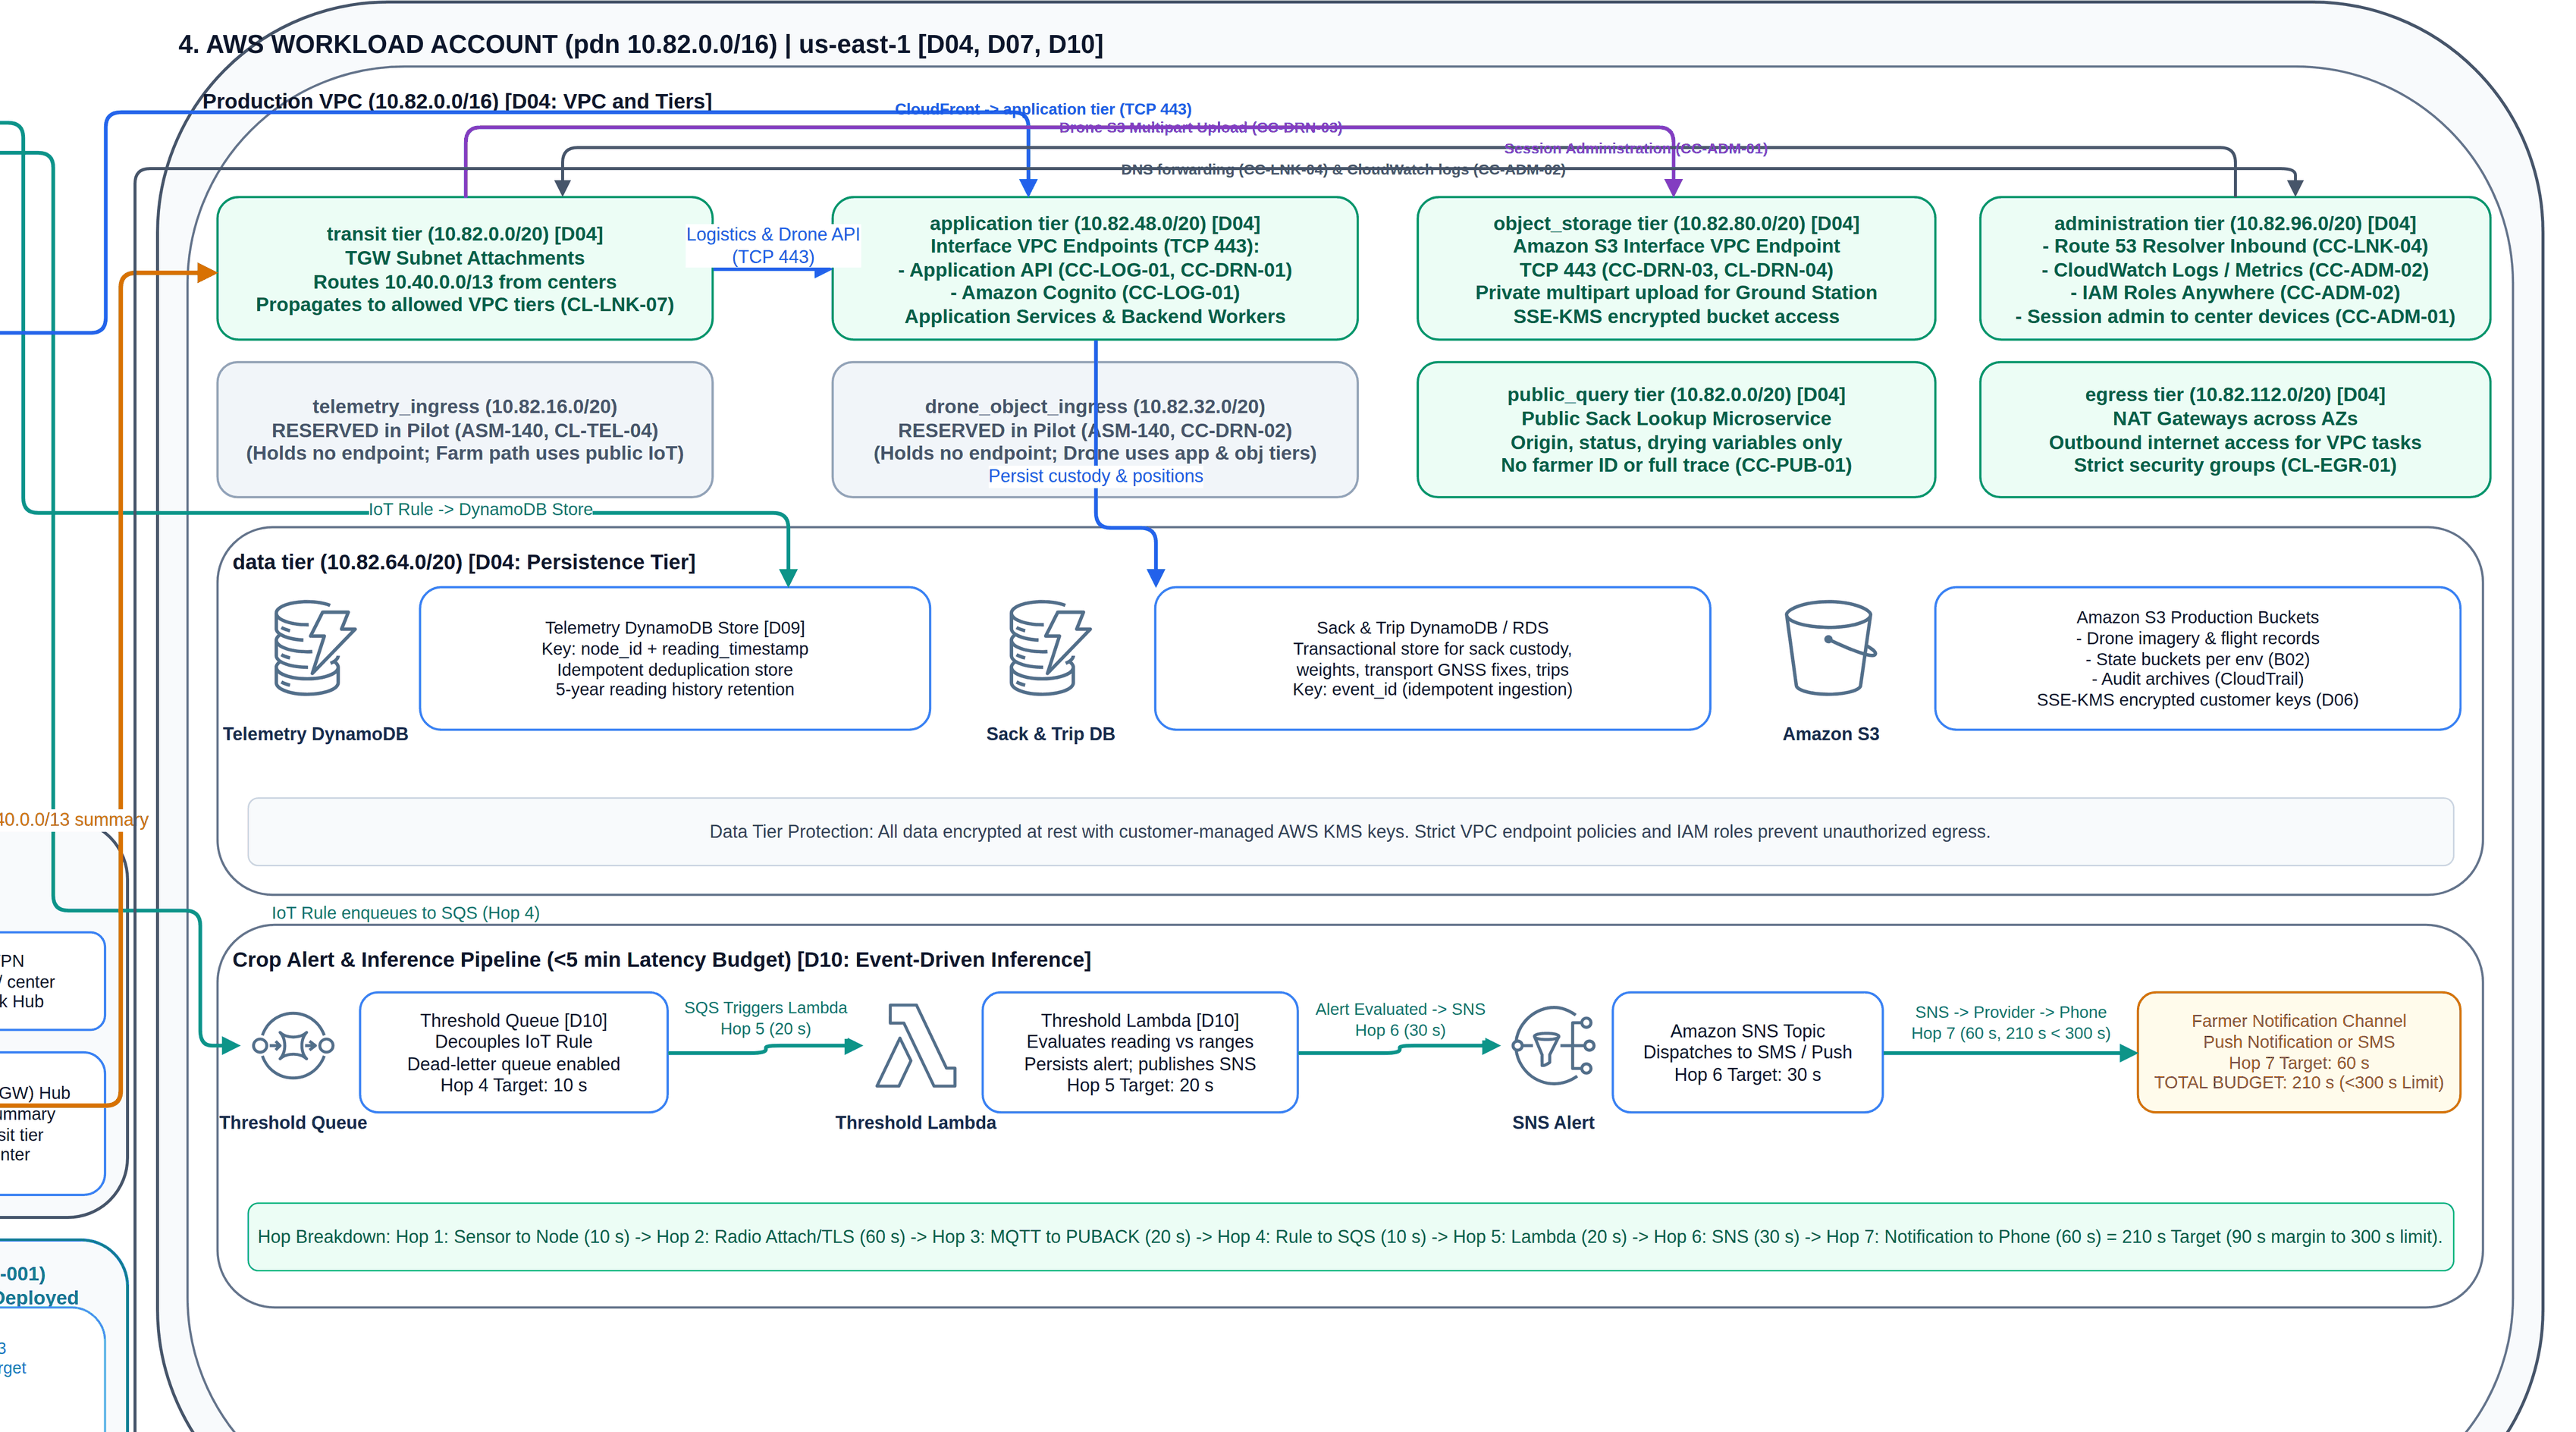 4. AWS WORKLOAD ACCOUNT (pdn 10.82.0.0/16) | us-east-1 [D04, D07, D10]
Production VPC (10.82.0.0/16) [D04: VPC and Tiers]
CloudFront -> application tier (TCP 443)
Drone S3 Multipart Upload (CC-DRN-03)
Session Administration (CC-ADM-01)
DNS forwarding (CC-LNK-04) & CloudWatch logs (CC-ADM-02)
transit tier (10.82.0.0/20) [D04]
TGW Subnet Attachments
Routes 10.40.0.0/13 from centers
Propagates to allowed VPC tiers (CL-LNK-07)
Logistics & Drone API
(TCP 443)
application tier (10.82.48.0/20) [D04]
Interface VPC Endpoints (TCP 443):
- Application API (CC-LOG-01, CC-DRN-01)
- Amazon Cognito (CC-LOG-01)
Application Services & Backend Workers
object_storage tier (10.82.80.0/20) [D04]
Amazon S3 Interface VPC Endpoint
TCP 443 (CC-DRN-03, CL-DRN-04)
Private multipart upload for Ground Station
SSE-KMS encrypted bucket access
administration tier (10.82.96.0/20) [D04]
- Route 53 Resolver Inbound (CC-LNK-04)
- CloudWatch Logs / Metrics (CC-ADM-02)
- IAM Roles Anywhere (CC-ADM-02)
- Session admin to center devices (CC-ADM-01)
telemetry_ingress (10.82.16.0/20)
RESERVED in Pilot (ASM-140, CL-TEL-04)
(Holds no endpoint; Farm path uses public IoT)
drone_object_ingress (10.82.32.0/20)
RESERVED in Pilot (ASM-140, CC-DRN-02)
(Holds no endpoint; Drone uses app & obj tiers)
Persist custody & positions
public_query tier (10.82.0.0/20) [D04]
Public Sack Lookup Microservice
Origin, status, drying variables only
No farmer ID or full trace (CC-PUB-01)
egress tier (10.82.112.0/20) [D04]
NAT Gateways across AZs
Outbound internet access for VPC tasks
Strict security groups (CL-EGR-01)
IoT Rule -> DynamoDB Store
data tier (10.82.64.0/20) [D04: Persistence Tier]
Telemetry DynamoDB
Telemetry DynamoDB Store [D09]
Key: node_id + reading_timestamp
Idempotent deduplication store
5-year reading history retention
Sack & Trip DB
Sack & Trip DynamoDB / RDS
Transactional store for sack custody,
weights, transport GNSS fixes, trips
Key: event_id (idempotent ingestion)
Amazon S3
Amazon S3 Production Buckets
- Drone imagery & flight records
- State buckets per env (B02)
- Audit archives (CloudTrail)
SSE-KMS encrypted customer keys (D06)
40.0.0/13 summary
Data Tier Protection: All data encrypted at rest with customer-managed AWS KMS keys. Strict VPC endpoint policies and IAM roles prevent unauthorized egress.
IoT Rule enqueues to SQS (Hop 4)
Crop Alert & Inference Pipeline (<5 min Latency Budget) [D10: Event-Driven Inference]
Threshold Queue
Threshold Queue [D10]
Decouples IoT Rule
Dead-letter queue enabled
Hop 4 Target: 10 s
SQS Triggers Lambda
Hop 5 (20 s)
Threshold Lambda
Threshold Lambda [D10]
Evaluates reading vs ranges
Persists alert; publishes SNS
Hop 5 Target: 20 s
Alert Evaluated -> SNS
Hop 6 (30 s)
SNS Alert
Amazon SNS Topic
Dispatches to SMS / Push
Hop 6 Target: 30 s
SNS -> Provider -> Phone
Hop 7 (60 s, 210 s < 300 s)
Farmer Notification Channel
Push Notification or SMS
Hop 7 Target: 60 s
TOTAL BUDGET: 210 s (<300 s Limit)
Hop Breakdown: Hop 1: Sensor to Node (10 s) -> Hop 2: Radio Attach/TLS (60 s) -> Hop 3: MQTT to PUBACK (20 s) -> Hop 4: Rule to SQS (10 s) -> Hop 5: Lambda (20 s) -> Hop 6: SNS (30 s) -> Hop 7: Notification to Phone (60 s) = 210 s Target (90 s margin to 300 s limit).
/ center
k Hub
GW) Hub
ummary
sit tier
nter
-001)
Deployed
3
rget